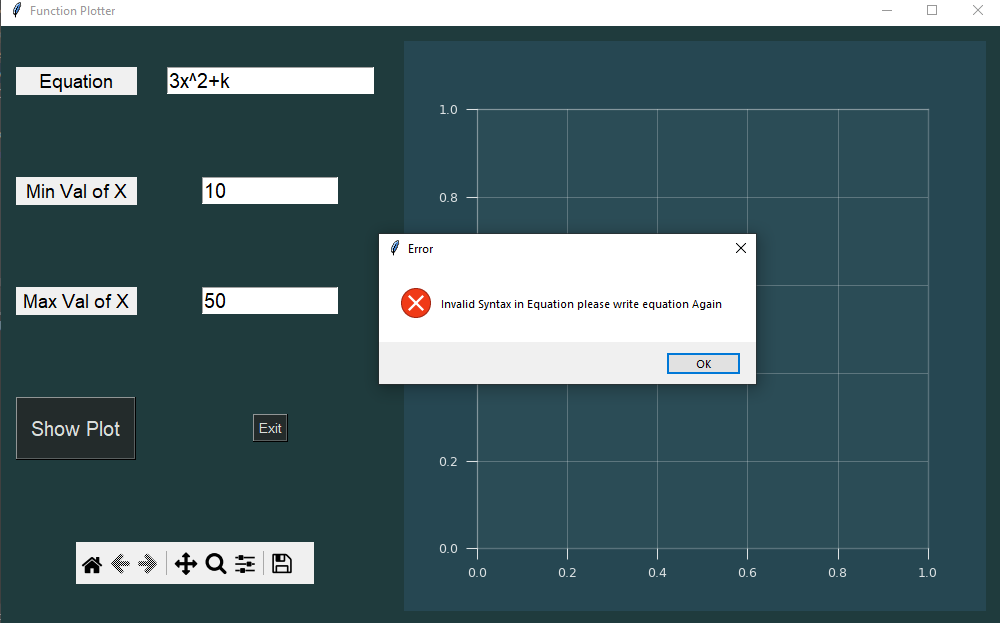 Function Plotter
Equation
3x^2+k
Min Val of X
10
Max Val of X
50
Show Plot
Exit
1.0
0.8
0.2
0.0
0.0 0.2 0.4 0.6 0.8 1.0
Error
Invalid Syntax in Equation please write equation Again
OK